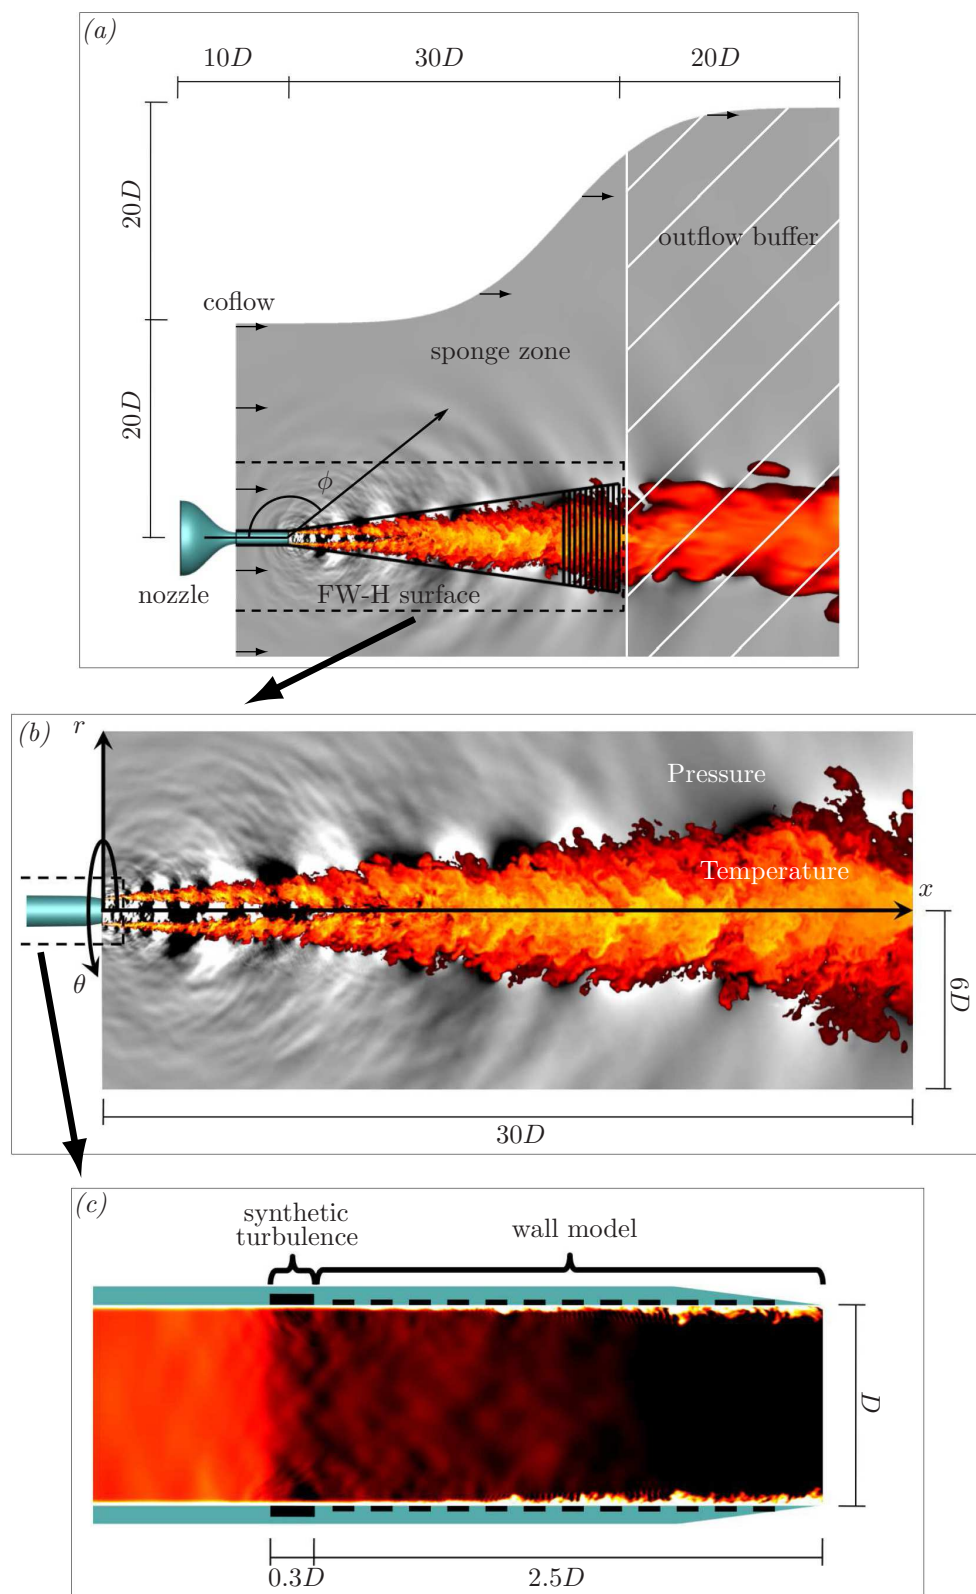 (a)
10D 30D 20D
20D
outflow buffer
coflow
sponge zone
20D
ϕ
nozzle
FW-H surface
(b)
r
Pressure
Temperature
x
θ
6D
30D
(c)
synthetic
turbulence
wall model
D
0.3D 2.5D